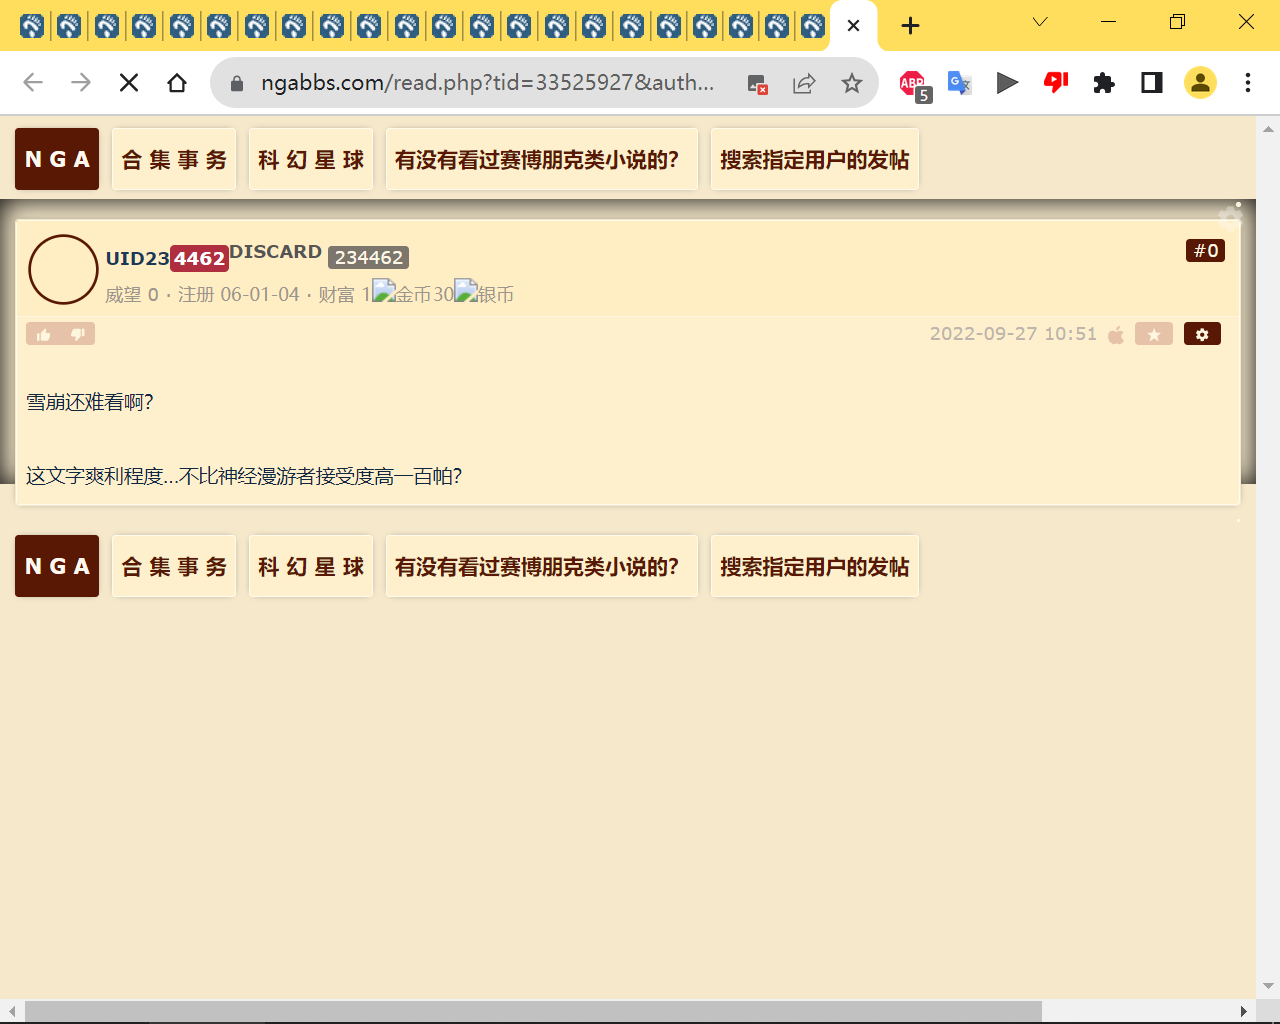 ngabbs.com/read.php?tid=33525927&auth...
ABP
5
N G A
合 集 事 务
科 幻 星 球
有没有看过赛博朋克类小说的?
搜索指定用户的发帖
UID234462 DISCARD 234462
#0
威望 0 · 注册 06-01-04 · 财富 1金币30银币
2022-09-27 10:51
雪崩还难看啊?
这文字爽利程度...不比神经漫游者接受度高一百帕?
N G A
合 集 事 务
科 幻 星 球
有没有看过赛博朋克类小说的?
搜索指定用户的发帖